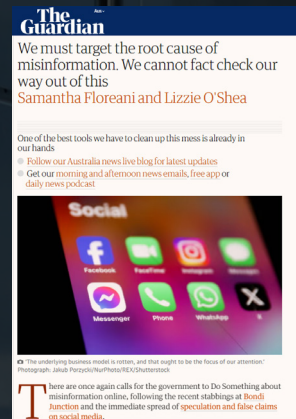 The
Guardian
Aus
We must target the root cause of
misinformation. We cannot fact check our
way out of this
Samantha Floreani and Lizzie O'Shea
One of the best tools we have to clean up this mess is already in
our hands
Follow our Australia news live blog for latest updates
Get our morning and afternoon news emails, free app or
daily news podcast
Social
Facebook
FaceTime
Instagram
Messages
Messenger
Phone
WhatsApp
X
'The underlying business model is rotten, and that ought to be the focus of our attention.'
Photograph: Jakub Porzycki/NurPhoto/REX/Shutterstock
There are once again calls for the government to Do Something about
misinformation online, following the recent stabbings at Bondi
Junction and the immediate spread of speculation and false claims
on social media.